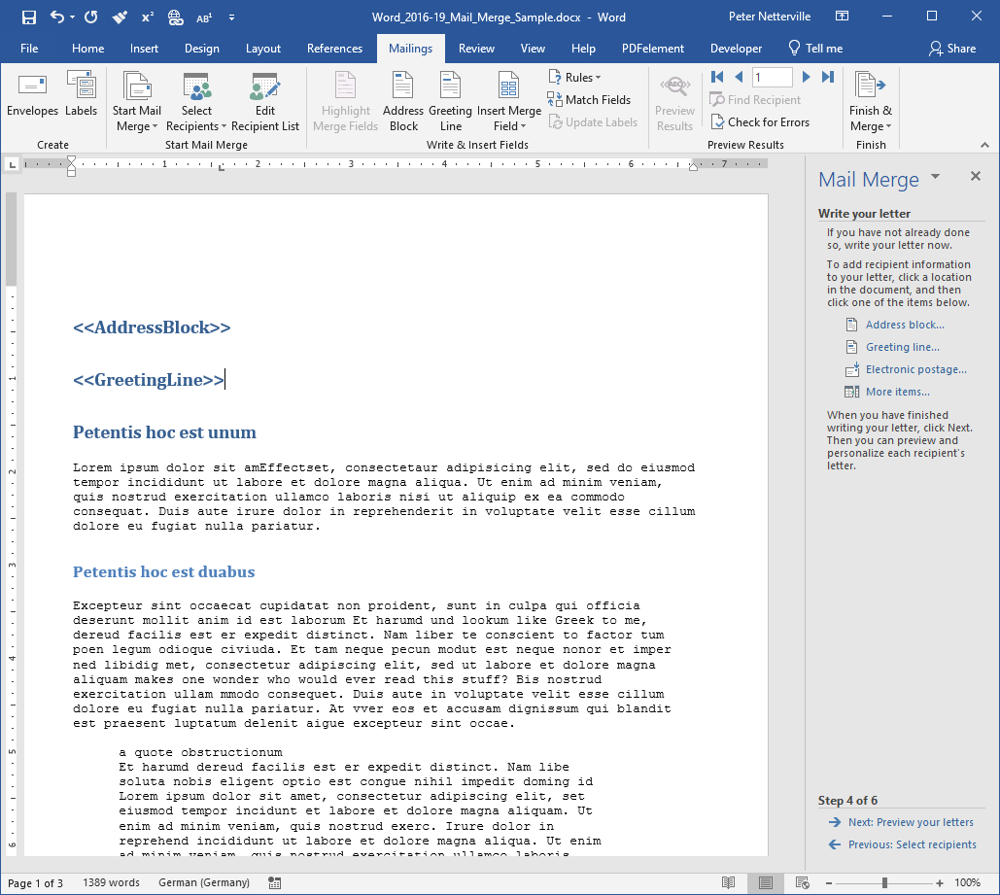 Word_2016-19_Mail_Merge_Sample.docx - Word
Peter Netterville
File Home Insert Design Layout References Mailings Review View Help PDFelement Developer Tell me Share
Envelopes
Labels
Create
Start Mail
Merge
Select
Recipients
Edit
Recipient List
Start Mail Merge
Highlight
Merge Fields
Address
Block
Greeting
Line
Insert Merge
Field
Rules
Match Fields
Update Labels
Write & Insert Fields
ABC
Preview
Results
1
Find Recipient
Check for Errors
Preview Results
Finish &
Merge
Finish
L
1 2 3 4 5 6 7
<<AddressBlock>>
<<GreetingLine>>
Petentis hoc est unum
Lorem ipsum dolor sit amEffectset, consectetaur adipisicing elit, sed do eiusmod
tempor incididunt ut labore et dolore magna aliqua. Ut enim ad minim veniam,
quis nostrud exercitation ullamco laboris nisi ut aliquip ex ea commodo
consequat. Duis aute irure dolor in reprehenderit in voluptate velit esse cillum
dolore eu fugiat nulla pariatur.
Petentis hoc est duabus
Excepteur sint occaecat cupidatat non proident, sunt in culpa qui officia
deserunt mollit anim id est laborum Et harumd und lookum like Greek to me,
dereud facilis est er expedit distinct. Nam liber te conscient to factor tum
poen legum odioque civiuda. Et tam neque pecun modut est neque nonor et imper
ned libidig met, consectetur adipiscing elit, sed ut labore et dolore magna
aliquam makes one wonder who would ever read this stuff? Bis nostrud
exercitation ullam mmodo consequet. Duis aute in voluptate velit esse cillum
dolore eu fugiat nulla pariatur. At vver eos et accusam dignissum qui blandit
est praesent luptatum delenit aigue excepteur sint occae.
a quote obstructionum
Et harumd dereud facilis est er expedit distinct. Nam libe
soluta nobis eligent optio est congue nihil impedit doming id
Lorem ipsum dolor sit amet, consectetur adipiscing elit, set
eiusmod tempor incidunt et labore et dolore magna aliquam. Ut
enim ad minim veniam, quis nostrud exerc. Irure dolor in
reprehend incididunt ut labore et dolore magna aliqua. Ut enim
ad minim veniam, quis nostrud exercitation ullamco laboris
1
2
3
4
5
6
Mail Merge
Write your letter
If you have not already done
so, write your letter now.
To add recipient information
to your letter, click a location
in the document, and then
click one of the items below.
Address block...
Greeting line...
Electronic postage...
More items...
When you have finished
writing your letter, click Next.
Then you can preview and
personalize each recipient's
letter.
Step 4 of 6
Next: Preview your letters
Previous: Select recipients
Page 1 of 3 1389 words German (Germany) 100%